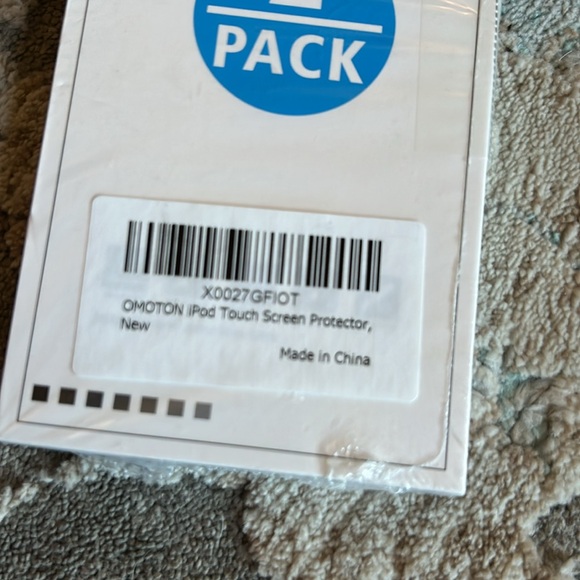 PACK
X0027GFIOT
OMOTON iPod Touch Screen Protector,
New
Made in China